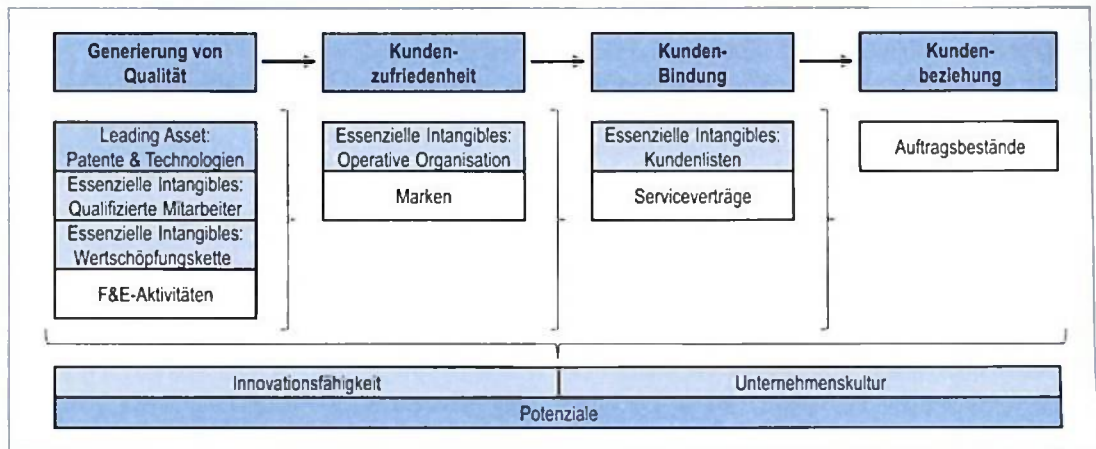 Generierung von
Qualität
Kunden-
zufriedenheit
Kunden-
Bindung
Kunden-
beziehung
Leading Asset:
Patente & Technologien
Essenzielle Intangibles:
Qualifizierte Mitarbeiter
Essenzielle Intangibles:
Wertschöpfungskette
F&E-Aktivitäten
Essenzielle Intangibles:
Operative Organisation
Marken
Essenzielle Intangibles:
Kundenlisten
Serviceverträge
Auftragsbestände
Innovationsfähigkeit
Unternehmenskultur
Potenziale